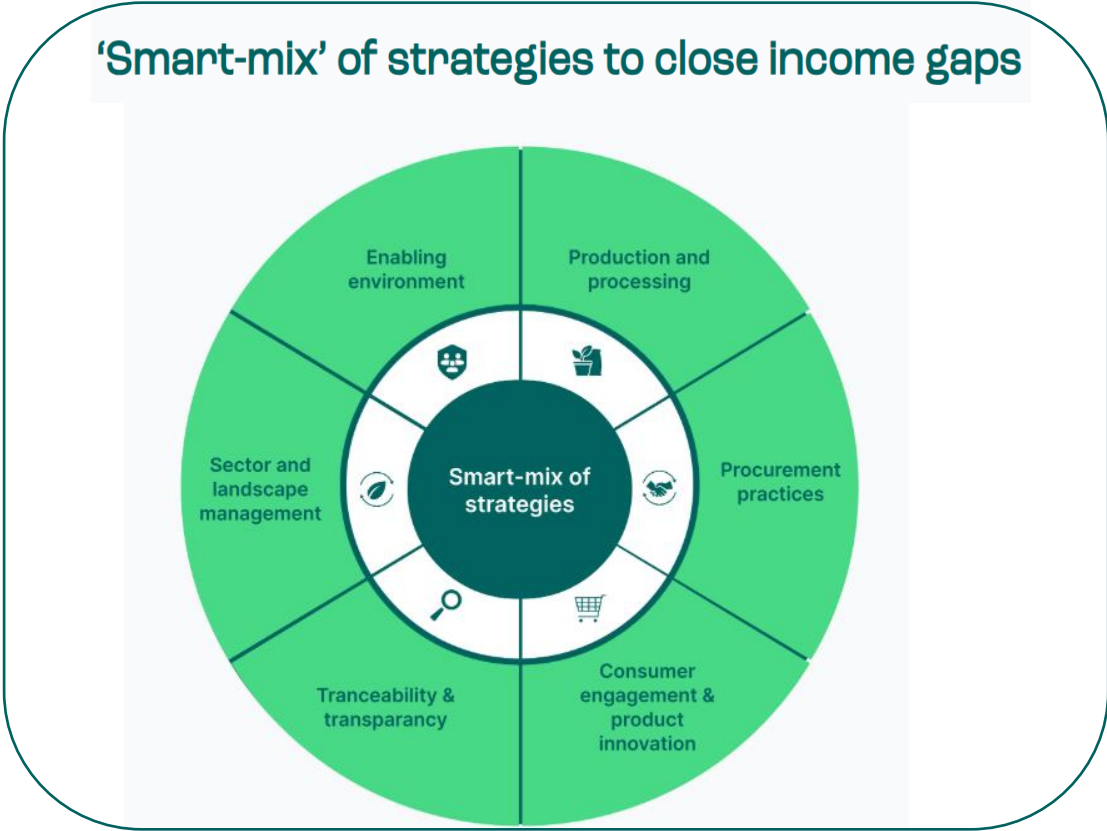 ‘Smart-mix’ of strategies to close income gaps
Enabling
environment
Production and
processing
Sector and
landscape
management
Smart-mix of
strategies
Procurement
practices
Tranceability &
transparancy
Consumer
engagement &
product
innovation